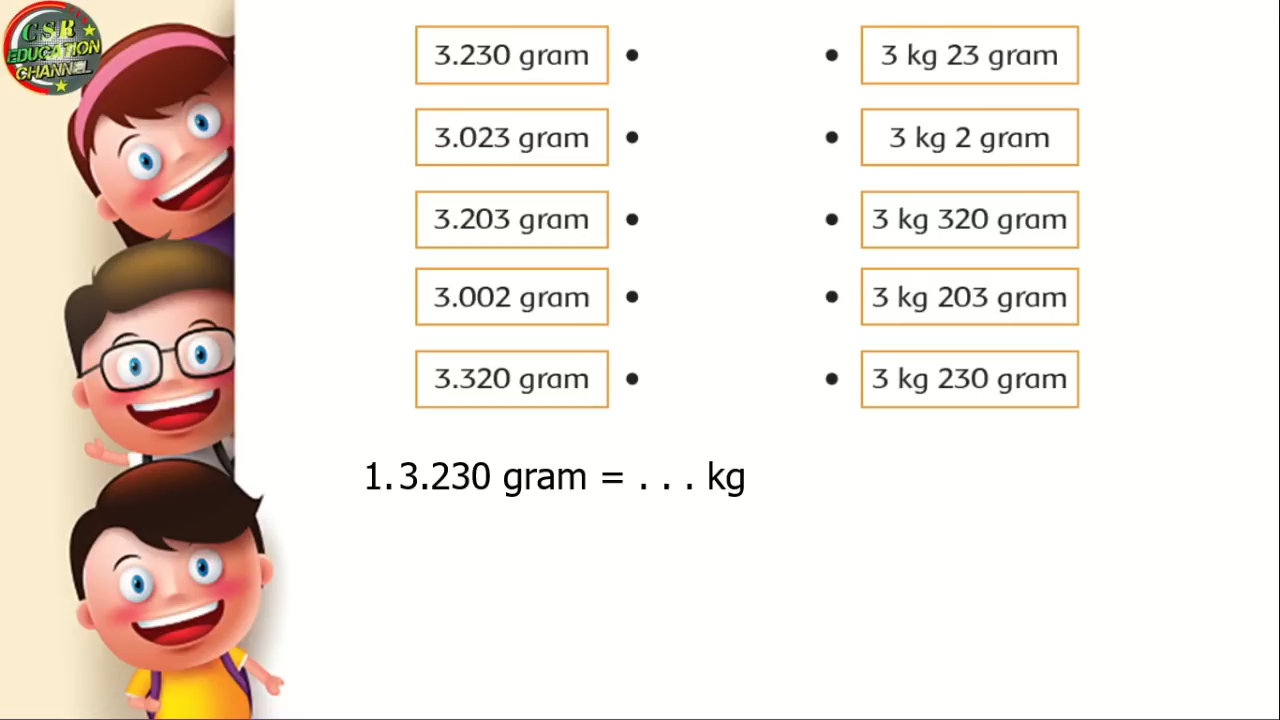 CSR
EDUCATION
CHANNEL
3.230 gram • • 3 kg 23 gram
3.023 gram • • 3 kg 2 gram
3.203 gram • • 3 kg 320 gram
3.002 gram • • 3 kg 203 gram
3.320 gram • • 3 kg 230 gram
1. 3.230 gram = . . . kg